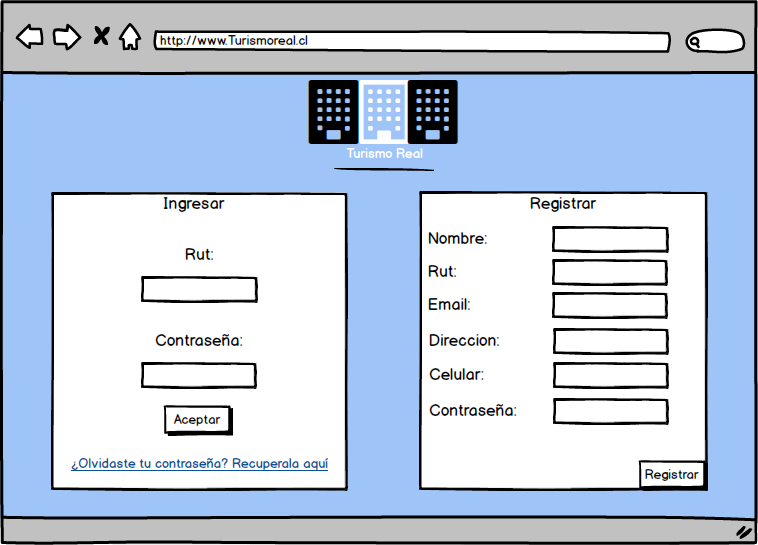 http://www.Turismoreal.cl
Turismo Real
Ingresar
Rut:
Contraseña:
Aceptar
¿Olvidaste tu contraseña? Recuperala aquí
Registrar
Nombre:
Rut:
Email:
Direccion:
Celular:
Contraseña:
Registrar